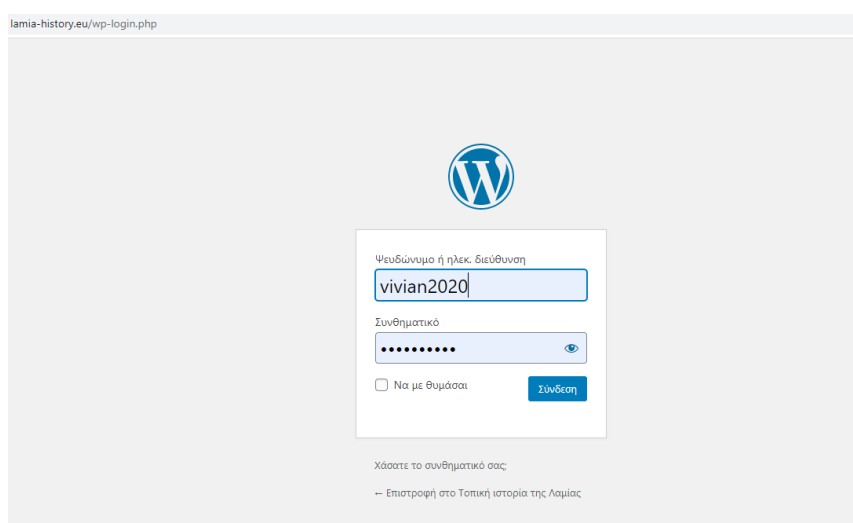 lamia-history.eu/wp-login.php
Ψευδώνυμο ή ηλεκ. διεύθυνση
vivian2020
Συνθηματικό
••••••••••
Να με θυμάσαι
Σύνδεση
Χάσατε το συνθηματικό σας;
← Επιστροφή στο Τοπική ιστορία της Λαμίας